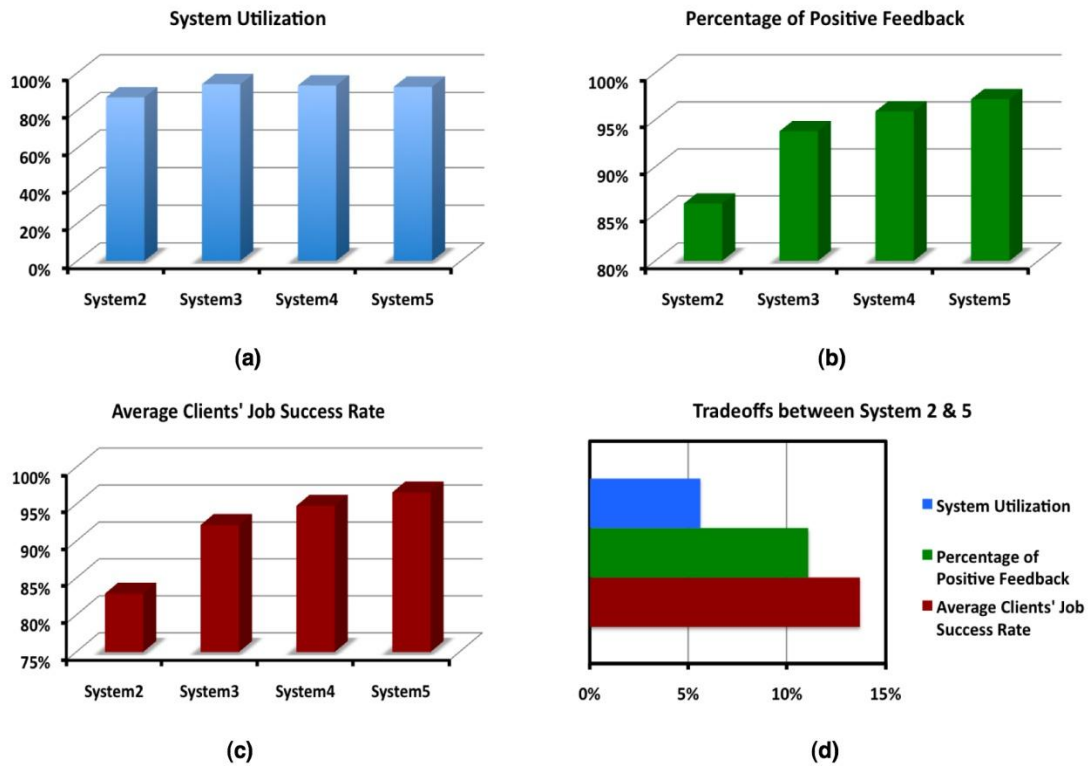 System Utilization
100%
80%
60%
40%
20%
0%
System2 System3 System4 System5
(a)
Percentage of Positive Feedback
100%
95%
90%
85%
80%
System2 System3 System4 System5
(b)
Average Clients' Job Success Rate
100%
95%
90%
85%
80%
75%
System2 System3 System4 System5
(c)
Tradeoffs between System 2 & 5
System Utilization
Percentage of
Positive Feedback
Average Clients' Job
Success Rate
0% 5% 10% 15%
(d)